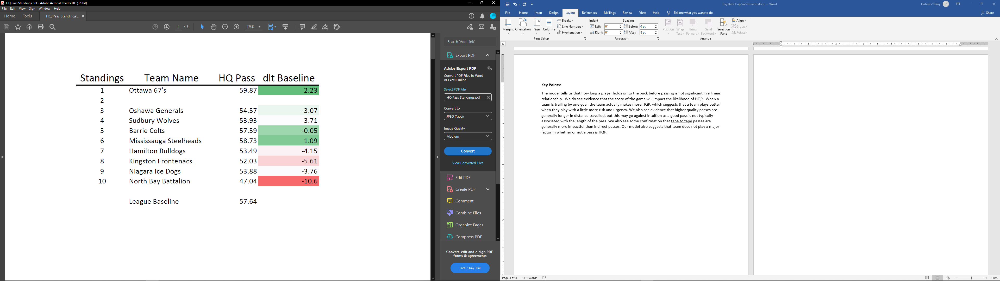 HQ Pass Standings.pdf - Adobe Acrobat Reader DC (32-bit)
File Edit View Sign Window Help
Home Tools HQ Pass Standings.... ×
1 / 5 175%
Standings Team Name HQ Pass dlt Baseline
1 Ottawa 67's 59.87 2.23
2
3 Oshawa Generals 54.57 -3.07
4 Sudbury Wolves 53.93 -3.71
5 Barrie Colts 57.59 -0.05
6 Mississauga Steelheads 58.73 1.09
7 Hamilton Bulldogs 53.49 -4.15
8 Kingston Frontenacs 52.03 -5.61
9 Niagara Ice Dogs 53.88 -3.76
10 North Bay Battalion 47.04 -10.6
League Baseline 57.64
Search 'Add Link'
Export PDF
Adobe Export PDF
Convert PDF Files to Word
or Excel Online
Select PDF File
HQ Pass Standings.pdf
Convert to
JPEG (*.jpg)
Image Quality
Medium
Convert
View Converted Files
Edit PDF
Create PDF
Comment
Combine Files
Organize Pages
Compress PDF
Convert, edit and e-sign PDF
forms & agreements
Free 7-Day Trial
Big Data Cup Submission.docx - Word
Joshua Zhang JZ
File Home Insert Design Layout References Mailings Review View Help Tell me what you want to do Share
Margins Orientation Size Columns
Breaks
Line Numbers
Hyphenation
Page Setup
Indent Spacing
Left: 0" Before: 0 pt
Right: 0" After: 8 pt
Paragraph
Position Wrap Text Bring Forward Send Backward Selection Pane
Align
Group
Rotate
Arrange
1 1 2 3 4 5 6 7
Key Points:
The model tells us that how long a player holds on to the puck before passing is not significant in a linear
relationship. We do see evidence that the score of the game will impact the likelihood of HQP. When a
team is trailing by one goal, the team actually makes more HQP, which suggests that a team plays better
when they play with a little more risk and urgency. We also see evidence that higher quality passes are
generally longer in distance travelled, but this may go against intuition as a good pass is not typically
associated with the length of the pass. We also see some confirmation that tape to tape passes are
generally more impactful than indirect passes. Our model also suggests that team does not play a major
factor in whether or not a pass is HQP.
Page 4 of 4 1116 words
110%